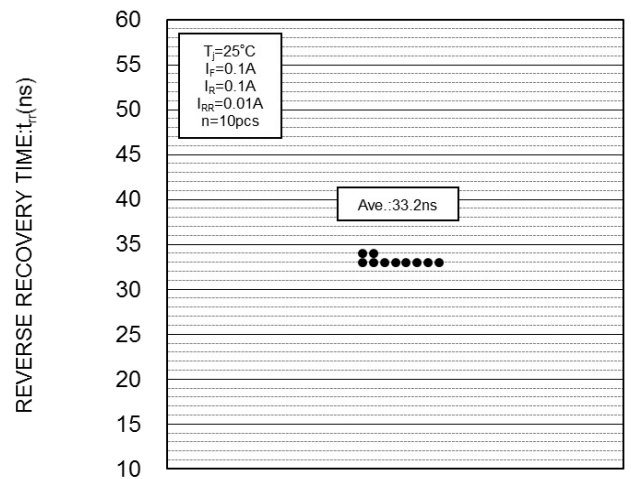 REVERSE RECOVERY TIME:trr(ns)
60
55
50
45
40
35
30
25
20
15
10
Tj=25°C
IF=0.1A
IR=0.1A
IRR=0.01A
n=10pcs
Ave.:33.2ns